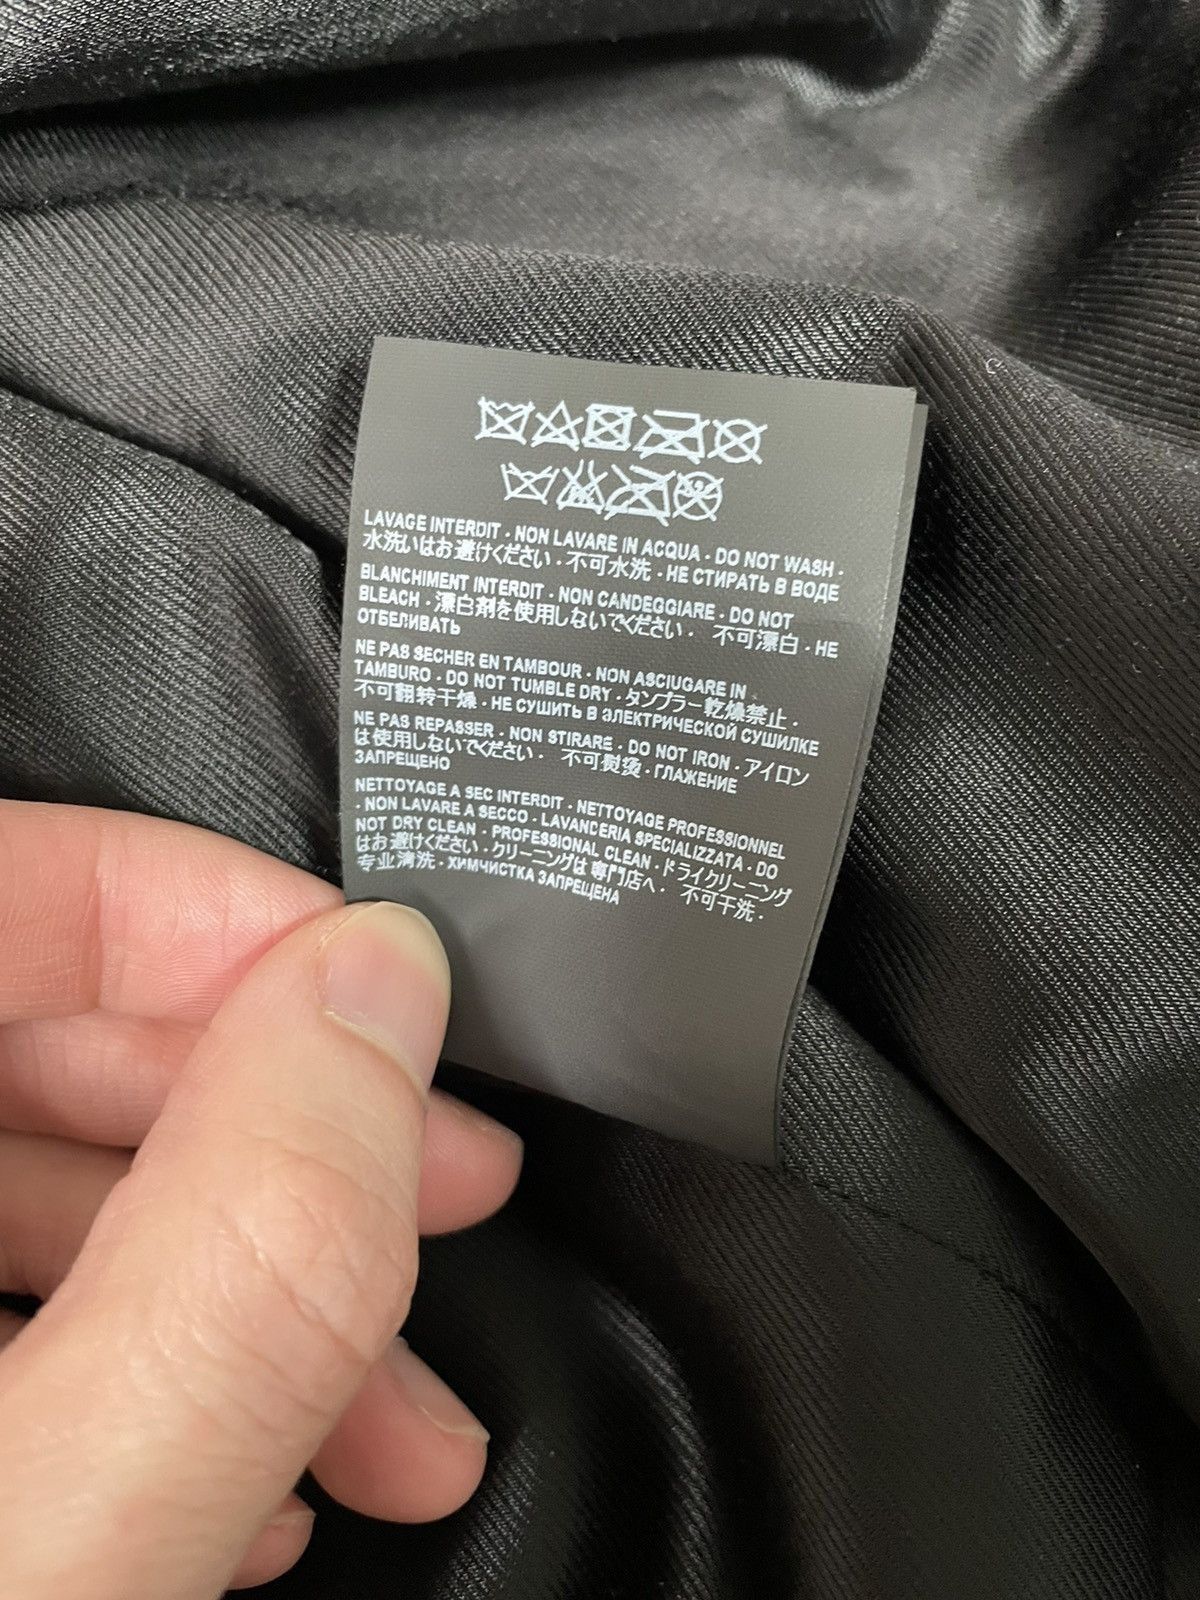 LAVAGE INTERDIT - NON LAVARE IN ACQUA - DO NOT WASH -
水洗いはお避けください - 不可水洗 - НЕ СТИРАТЬ В ВОДЕ
BLANCHIMENT INTERDIT - NON CANDEGGIARE - DO NOT
BLEACH - 漂白剤を使用しないでください - 不可漂白 - НЕ
ОТБЕЛИВАТЬ
NE PAS SECHER EN TAMBOUR - NON ASCIUGARE IN
TAMBURO - DO NOT TUMBLE DRY - タンブラー乾燥禁止 -
不可翻转干燥 - НЕ СУШИТЬ В ЭЛЕКТРИЧЕСКОЙ СУШИЛКЕ
NE PAS REPASSER - NON STIRARE - DO NOT IRON - アイロン
は使用しないでください - 不可熨烫 - ГЛАЖЕНИЕ
ЗАПРЕЩЕНО
NETTOYAGE A SEC INTERDIT - NETTOYAGE PROFESSIONNEL
- NON LAVARE A SECCO - LAVANCERIA SPECIALIZZATA - DO
NOT DRY CLEAN - PROFESSIONAL CLEAN - ドライクリーニング
はお避けください - クリーニングは専門店へ - 不可干洗 -
专业清洗 - ХИМЧИСТКА ЗАПРЕЩЕНА